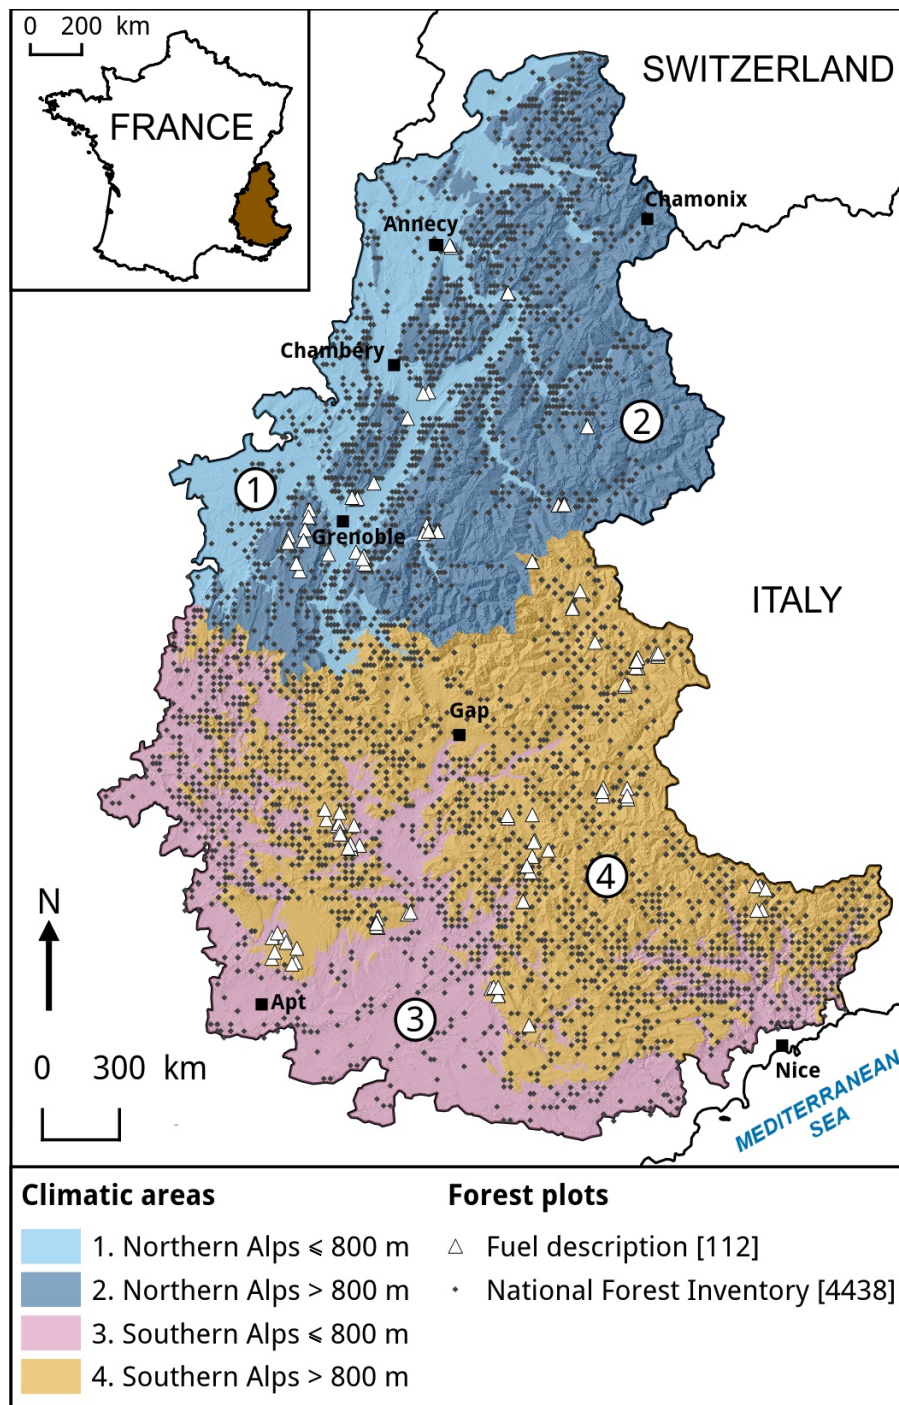 0 200 km
FRANCE
SWITZERLAND
Chamonix
Annecy
Chambéry
2
1
Grenoble
ITALY
Gap
4
N
Apt
3
0 300 km
Nice
MEDITERRANEAN
SEA
Climatic areas
1. Northern Alps ⩽ 800 m
2. Northern Alps > 800 m
3. Southern Alps ⩽ 800 m
4. Southern Alps > 800 m
Forest plots
Fuel description [112]
National Forest Inventory [4438]